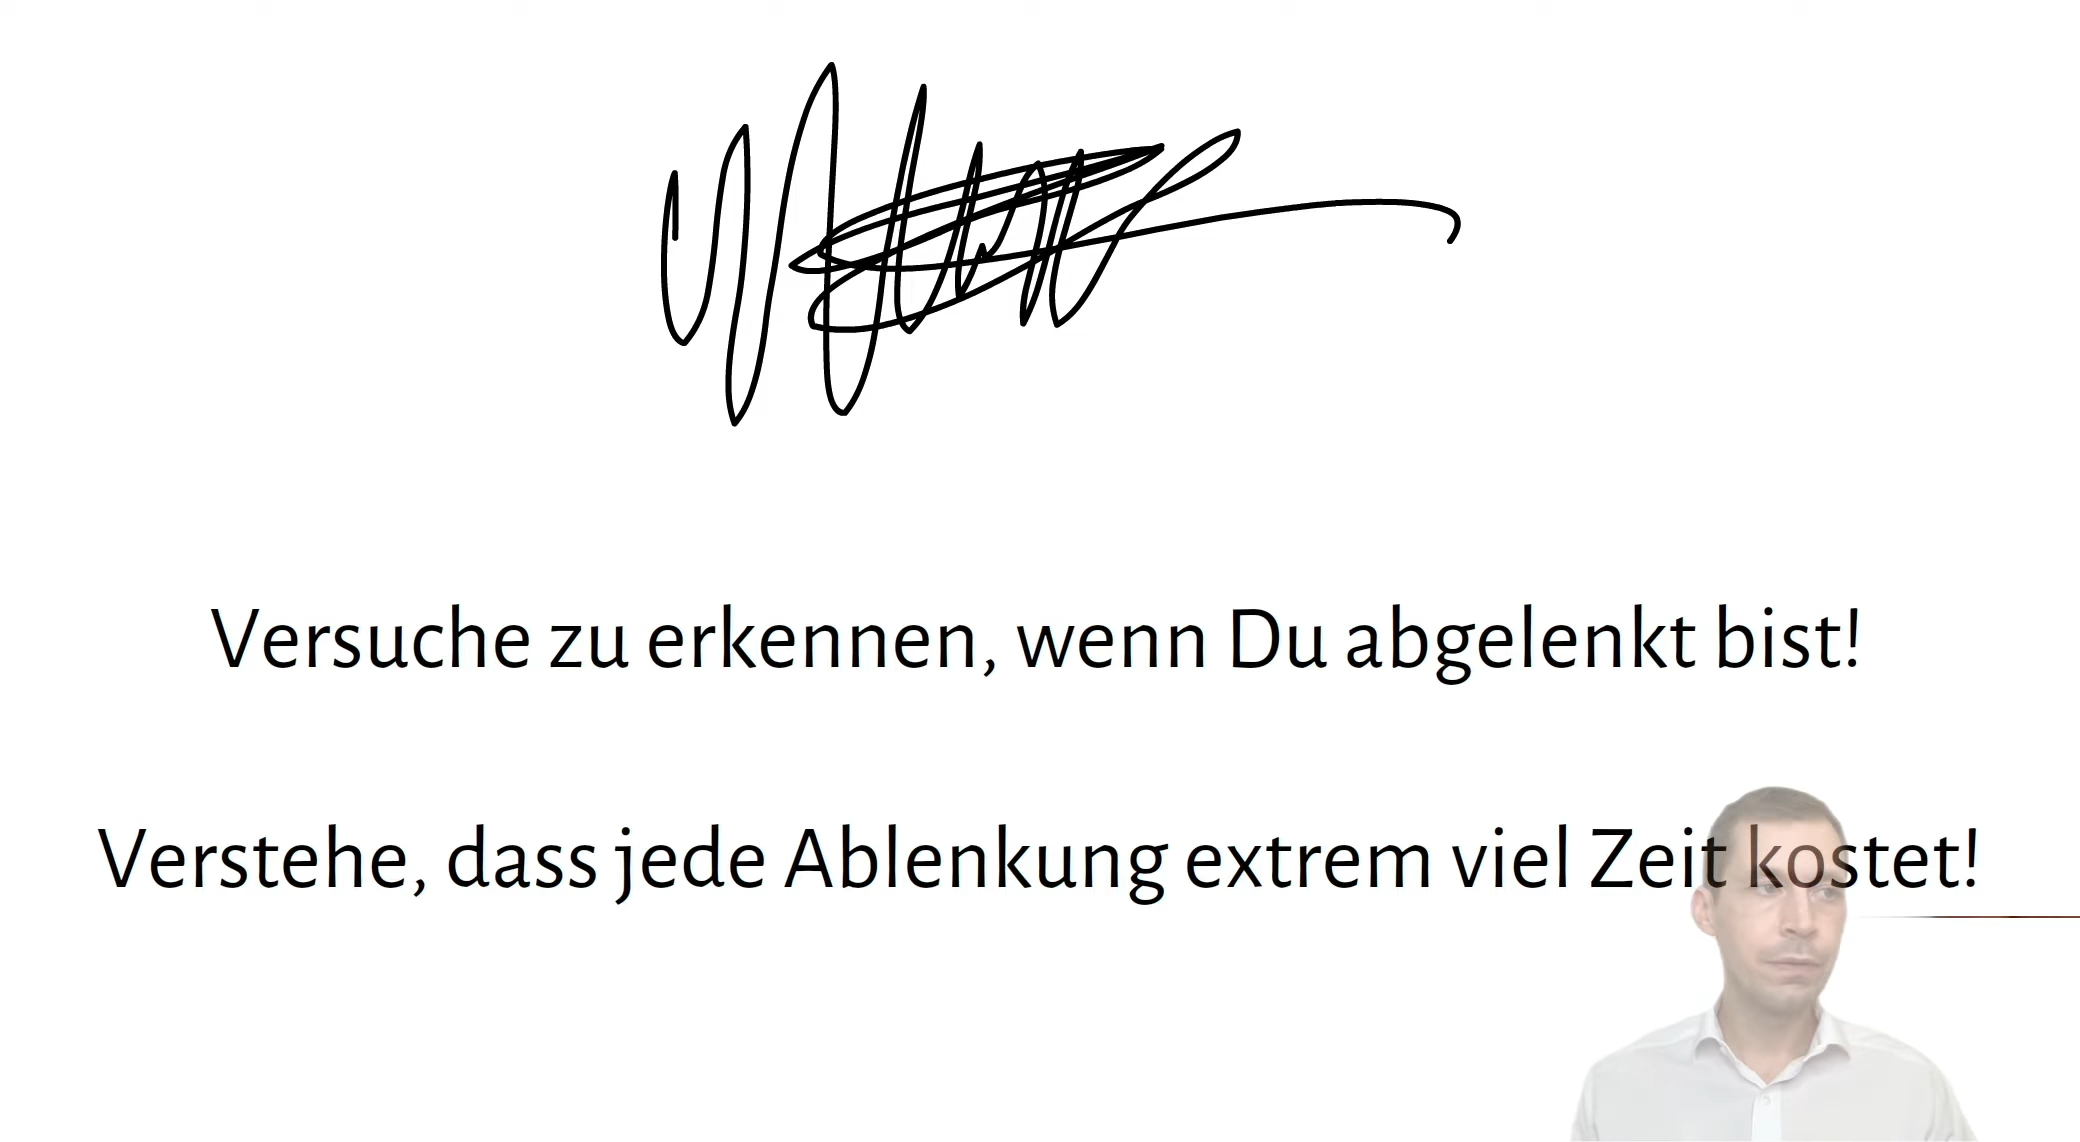 Versuche zu erkennen, wenn Du abgelenkt bist!
Verstehe, dass jede Ablenkung extrem viel Zeit kostet!